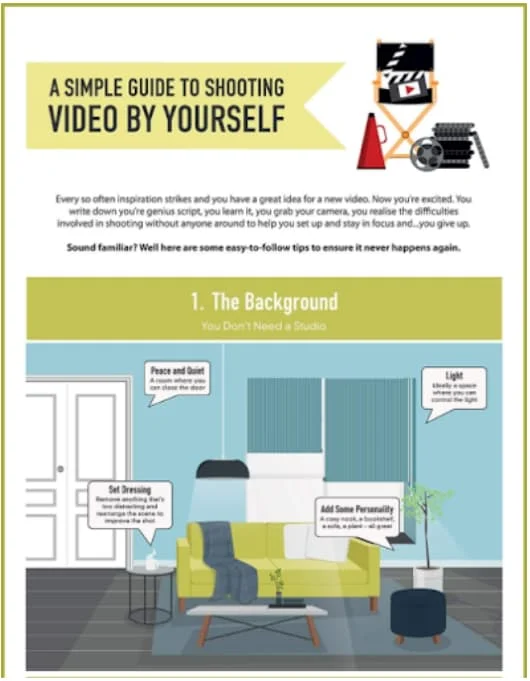 A SIMPLE GUIDE TO SHOOTING
VIDEO BY YOURSELF
Every so often inspiration strikes and you have a great idea for a new video. Now you're excited. You
write down you're genius script, you learn it, you grab your camera, you realise the difficulties
involved in shooting without anyone around to help you set up and stay in focus and...you give up.
Sound familiar? Well here are some easy-to-follow tips to ensure it never happens again.
1. The Background
You Don't Need a Studio
Peace and Quiet
A room where you
can close the door
Light
Ideally a space
where you can
control the light
Set Dressing
Remove anything that's
too distracting and
rearrange the scene to
improve the shot
Add Some Personality
A cosy nook, a bookshelf,
a sofa, a plant – all great